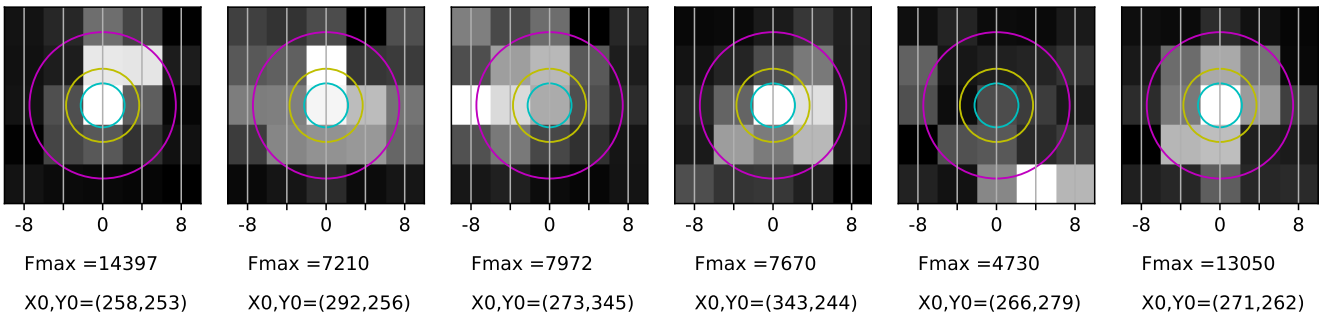 -8 0 8 -8 0 8 -8 0 8 -8 0 8 -8 0 8 -8 0 8
Fmax =14397 Fmax =7210 Fmax =7972 Fmax =7670 Fmax =4730 Fmax =13050
X0,Y0=(258,253) X0,Y0=(292,256) X0,Y0=(273,345) X0,Y0=(343,244) X0,Y0=(266,279) X0,Y0=(271,262)